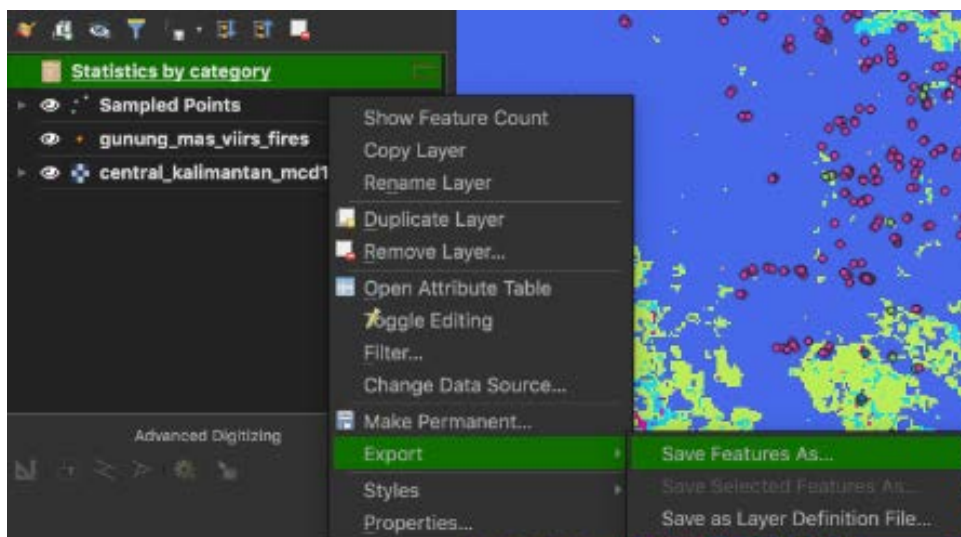 Statistics by category
Sampled Points
gunung_mas_viirs_fires
central_kalimantan_mcd1
Show Feature Count
Copy Layer
Rename Layer
Duplicate Layer
Remove Layer...
Open Attribute Table
Toggle Editing
Filter...
Change Data Source...
Make Permanent...
Export
Styles
Properties...
Save Features As...
Save Selected Features As...
Save as Layer Definition File...
Advanced Digitizing